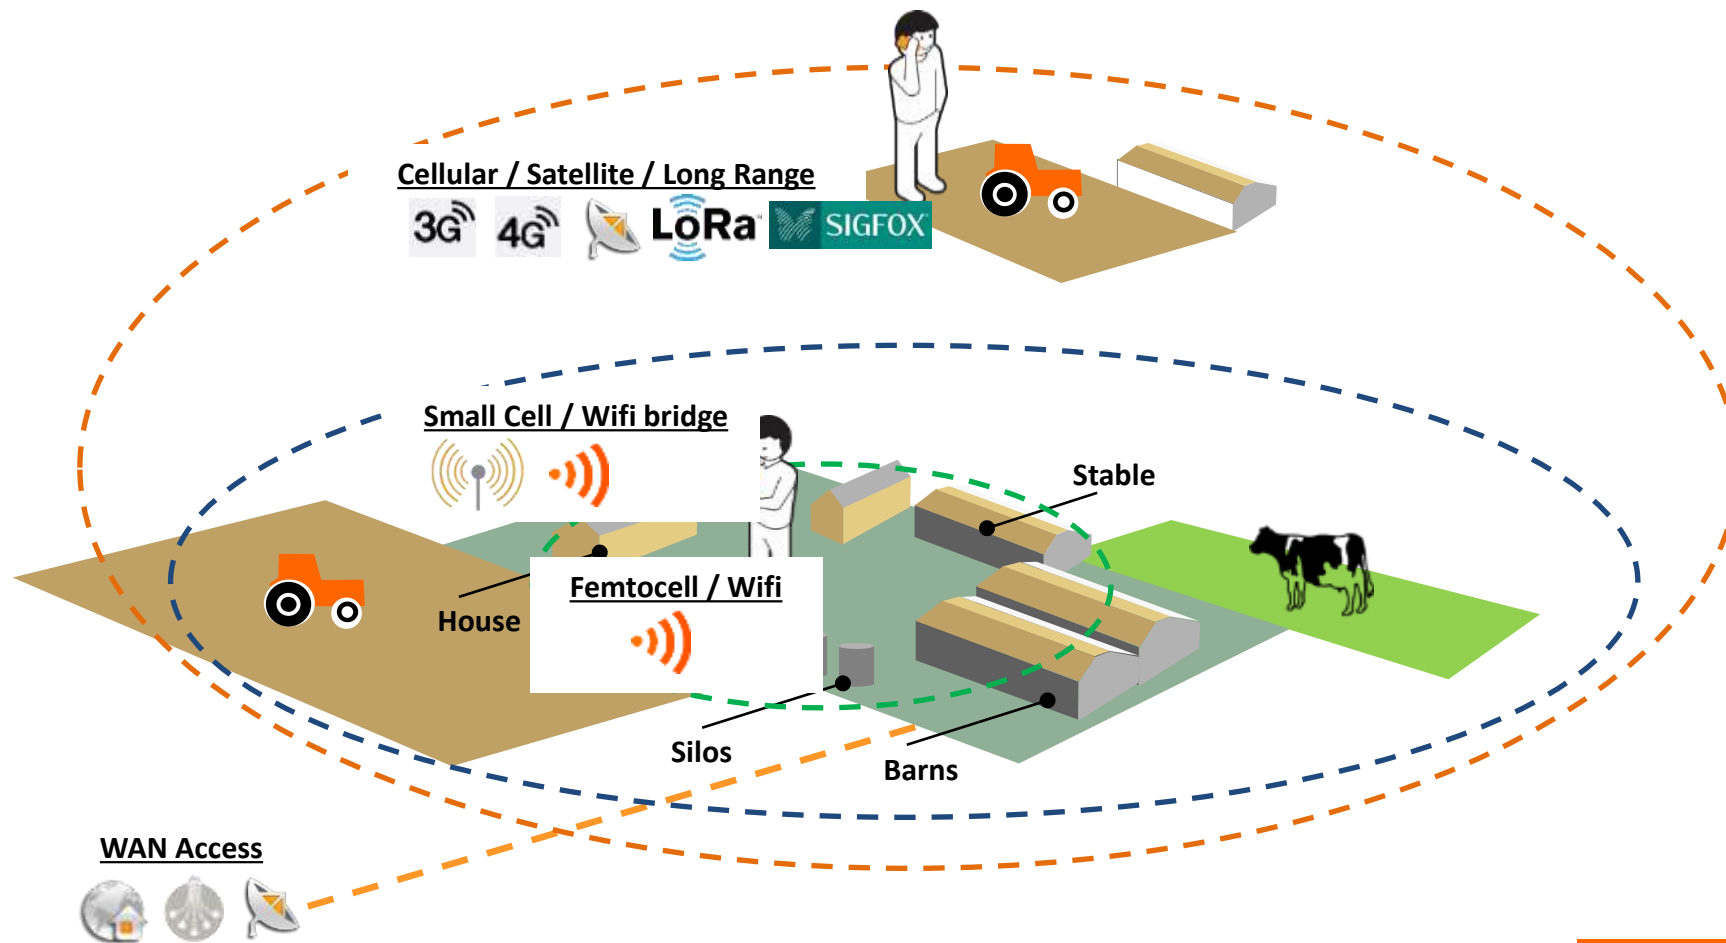 Cellular / Satellite / Long Range
3G 4G LoRa™ SIGFOX
Small Cell / Wifi bridge
Stable
Femtocell / Wifi
House
Silos
Barns
WAN Access